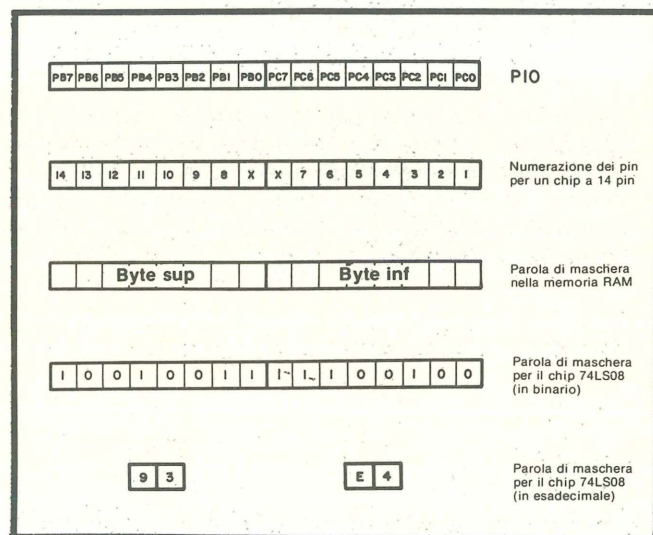 PB7 PB6 PB5 PB4 PB3 PB2 PB1 PB0 PC7 PC6 PC5 PC4 PC3 PC2 PC1 PC0
PIO
14 13 12 11 10 9 8 X X 7 6 5 4 3 2 1
Numerazione dei pin
per un chip a 14 pin
Byte sup Byte inf
Parola di maschera
nella memoria RAM
1 0 0 1 0 0 1 1 1 1 1 0 0 1 0 0
Parola di maschera
per il chip 74LS08
(in binario)
9 3 E 4
Parola di maschera
per il chip 74LS08
(in esadecimale)